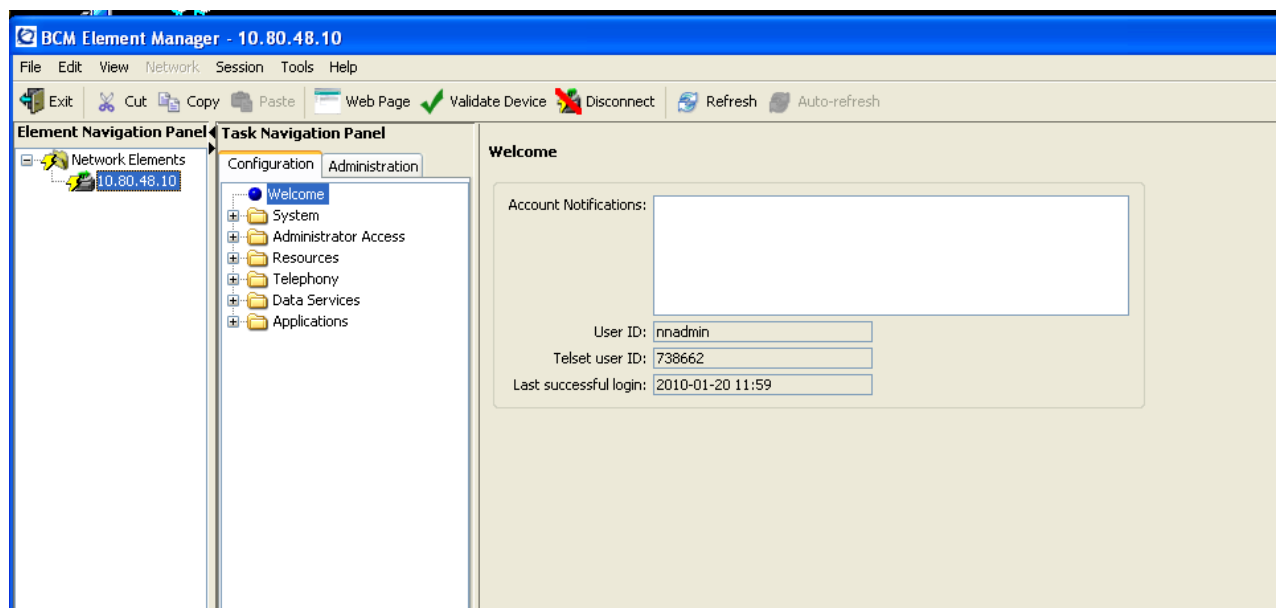 BCM Element Manager - 10.80.48.10
File Edit View Network Session Tools Help
Exit Cut Copy Paste Web Page Validate Device Disconnect Refresh Auto-refresh
Element Navigation Panel
Network Elements
10.80.48.10
Task Navigation Panel
Configuration Administration
Welcome
System
Administrator Access
Resources
Telephony
Data Services
Applications
Welcome
Account Notifications:
User ID: nnadmin
Telset user ID: 738662
Last successful login: 2010-01-20 11:59